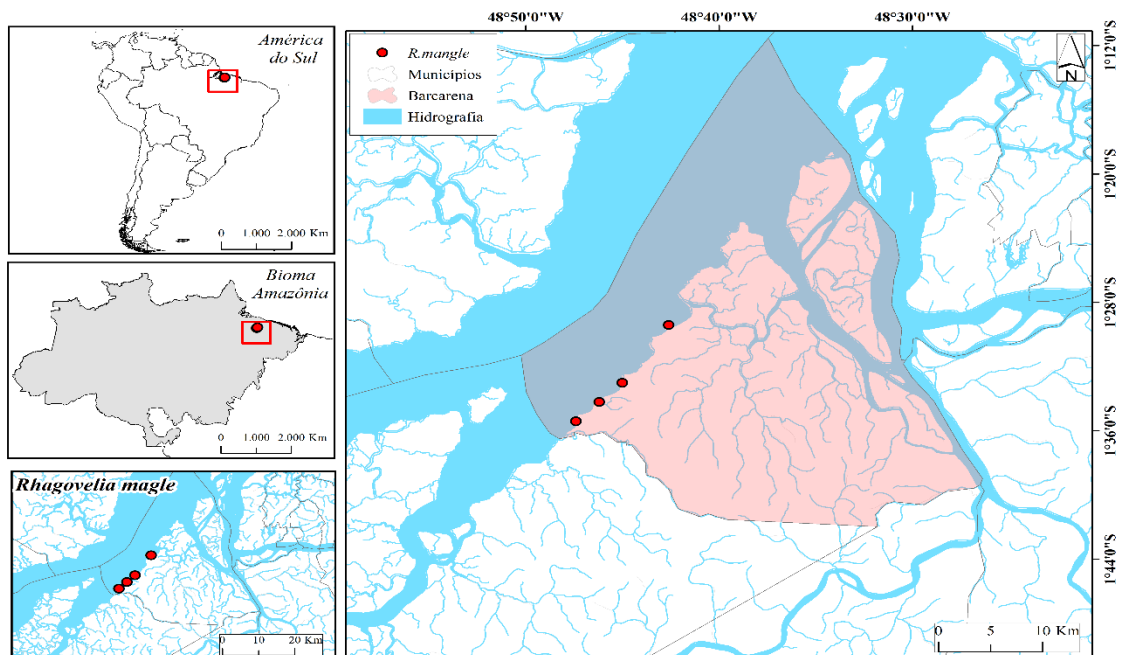 América
do Sul
0 1.000 2.000 Km
Bioma
Amazônia
0 1.000 2.000 Km
Rhagovelia magle
0 10 20 Km
48°50'0"W 48°40'0"W 48°30'0"W
R.mangle
Municípios
Barcarena
Hidrografia
N
1°12'0"S
1°20'0"S
1°28'0"S
1°36'0"S
1°44'0"S
0 5 10 Km